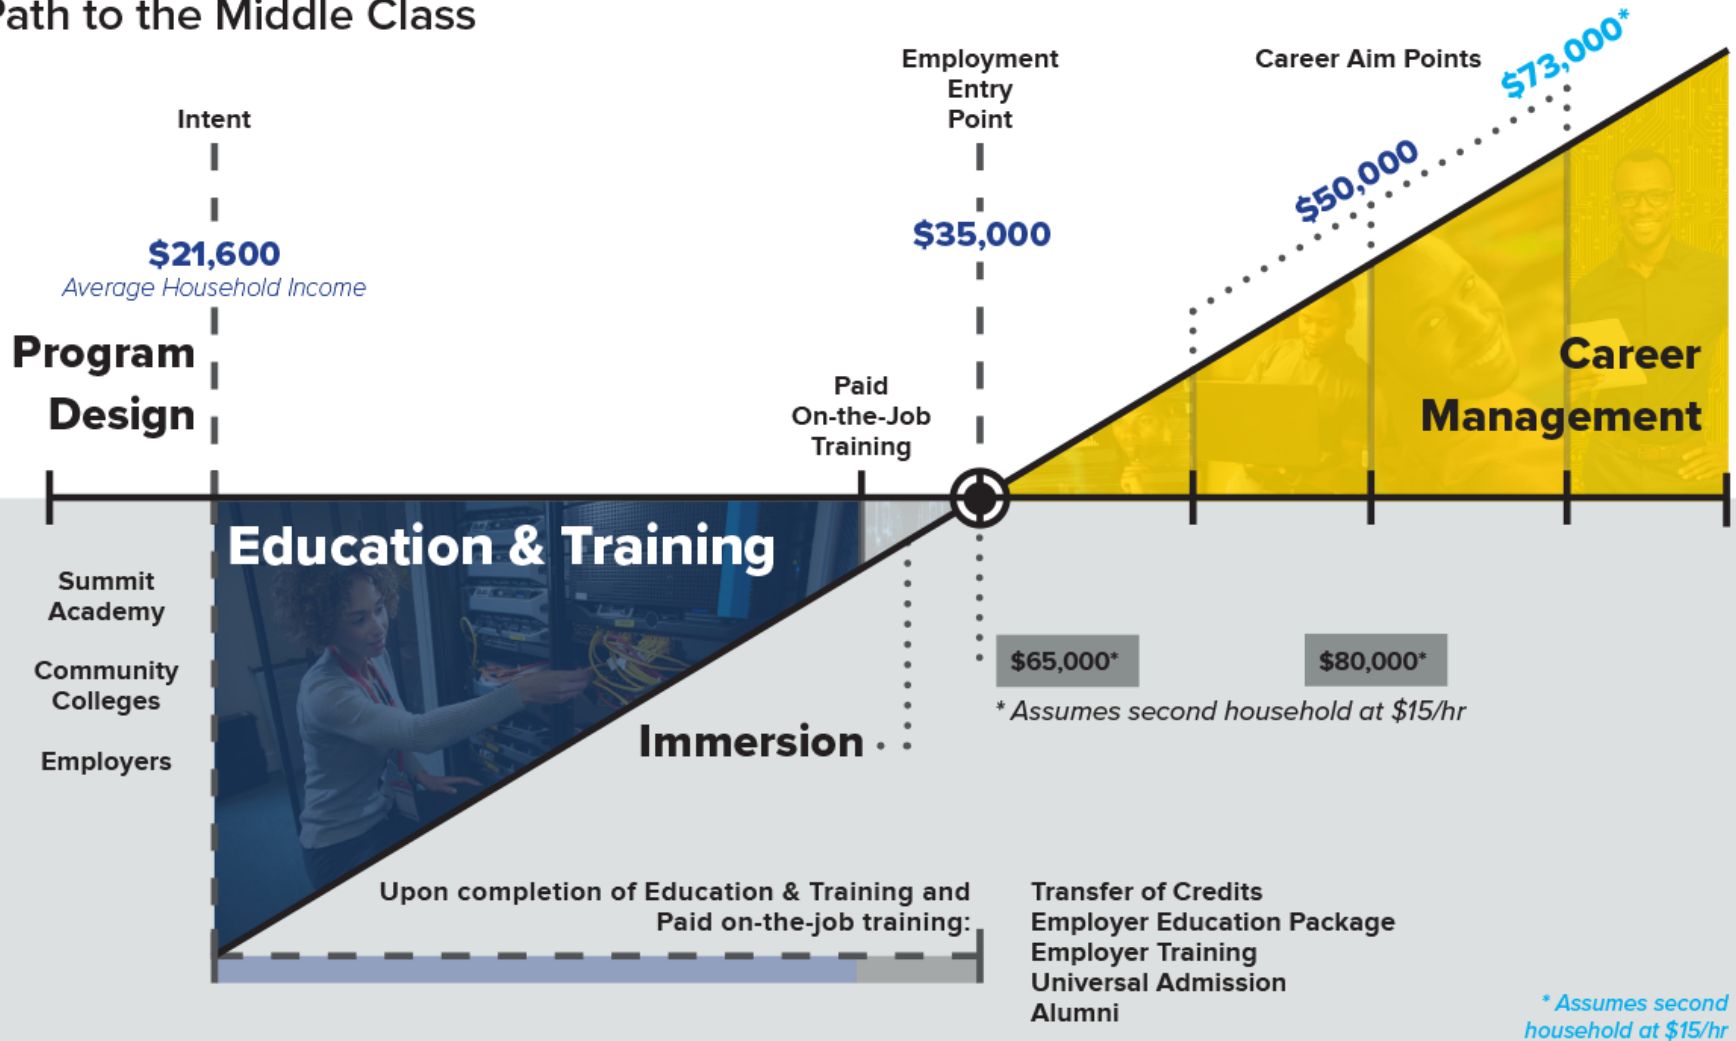 Path to the Middle Class
Intent
$21,600
Average Household Income
Program
Design
Employment
Entry
Point
$35,000
Career Aim Points
$50,000
$73,000*
Paid
On-the-Job
Training
Career
Management
Education & Training
Summit
Academy
Community
Colleges
Employers
Immersion
$65,000*
$80,000*
* Assumes second household at $15/hr
Upon completion of Education & Training and
Paid on-the-job training:
Transfer of Credits
Employer Education Package
Employer Training
Universal Admission
Alumni
* Assumes second
household at $15/hr